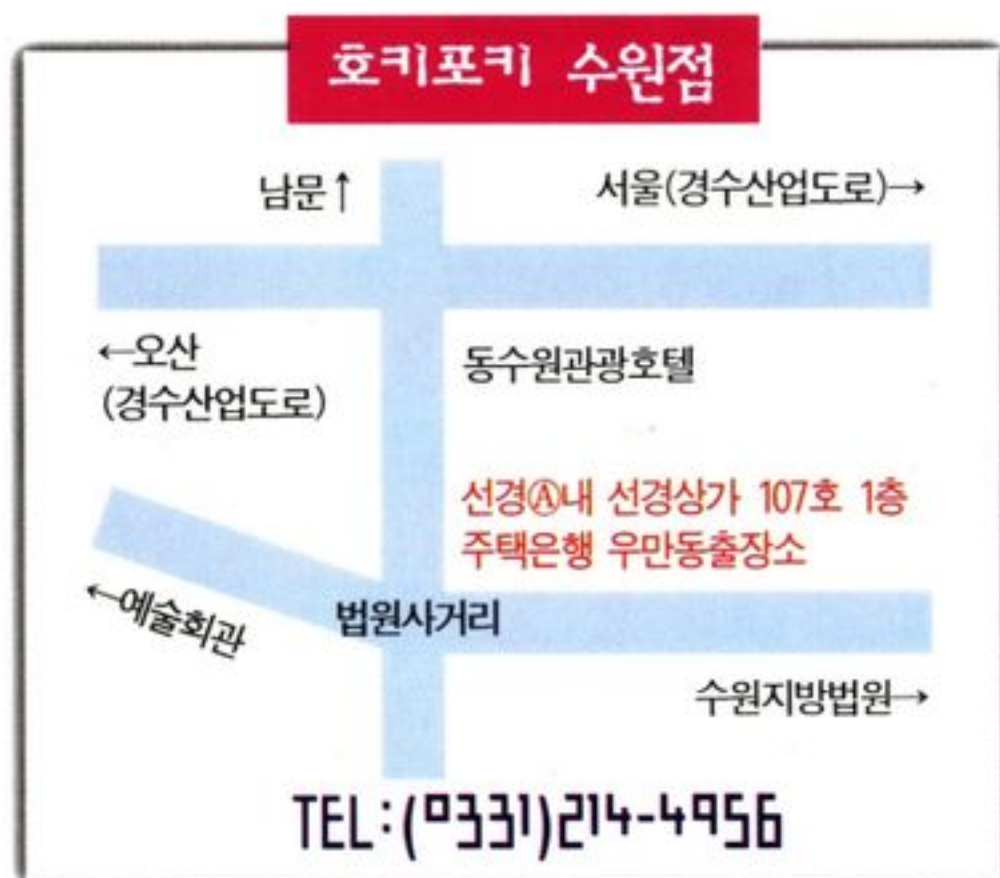 호키포키 수원점
남문↑
서울(경수산업도로)→
←오산
(경수산업도로)
동수원관광호텔
선경Ⓐ내 선경상가 107호 1층
주택은행 우만동출장소
←예술회관
법원사거리
수원지방법원→
TEL:(0331)214-4956